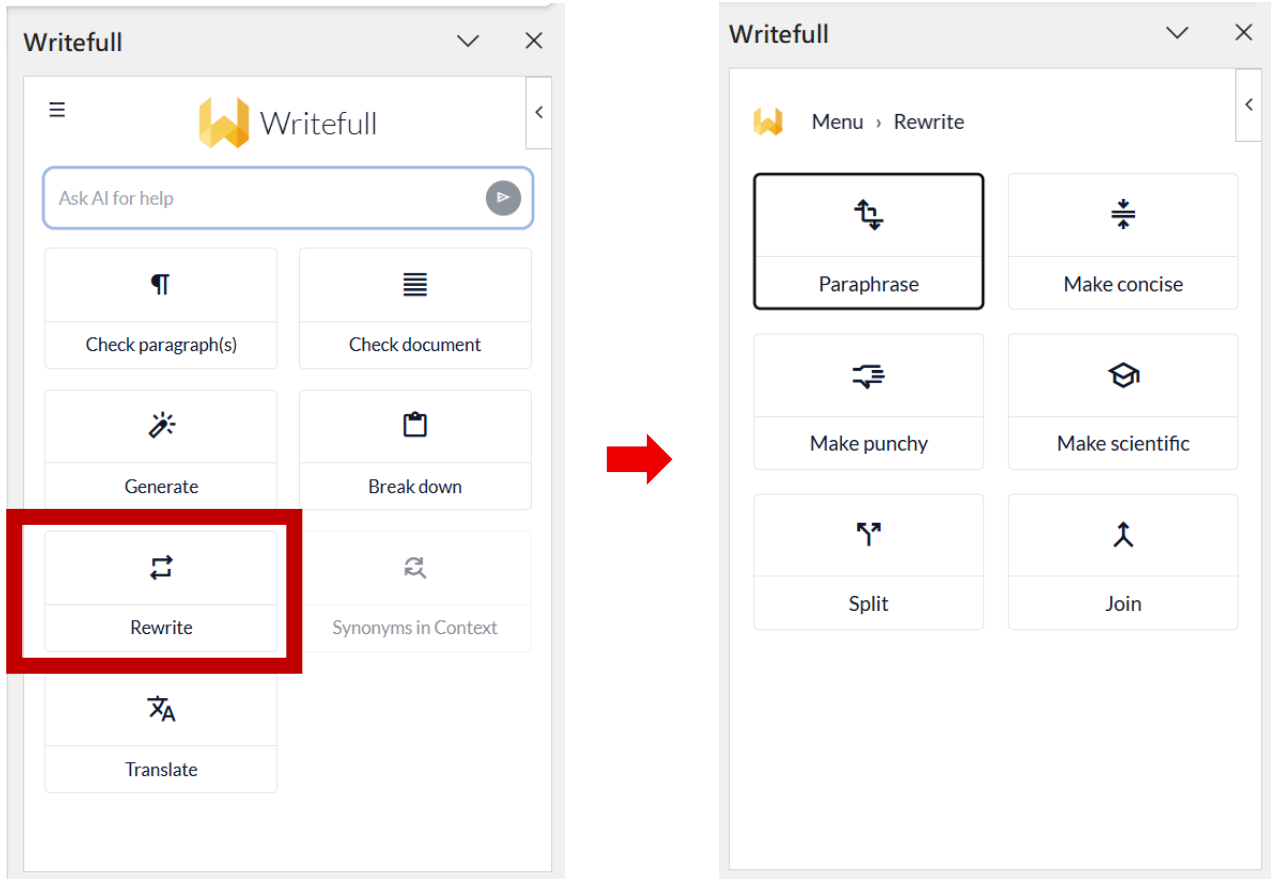 Writefull
Writefull
Ask AI for help
Check paragraph(s)
Check document
Generate
Break down
Rewrite
Synonyms in Context
Translate
Writefull
Menu › Rewrite
Paraphrase
Make concise
Make punchy
Make scientific
Split
Join